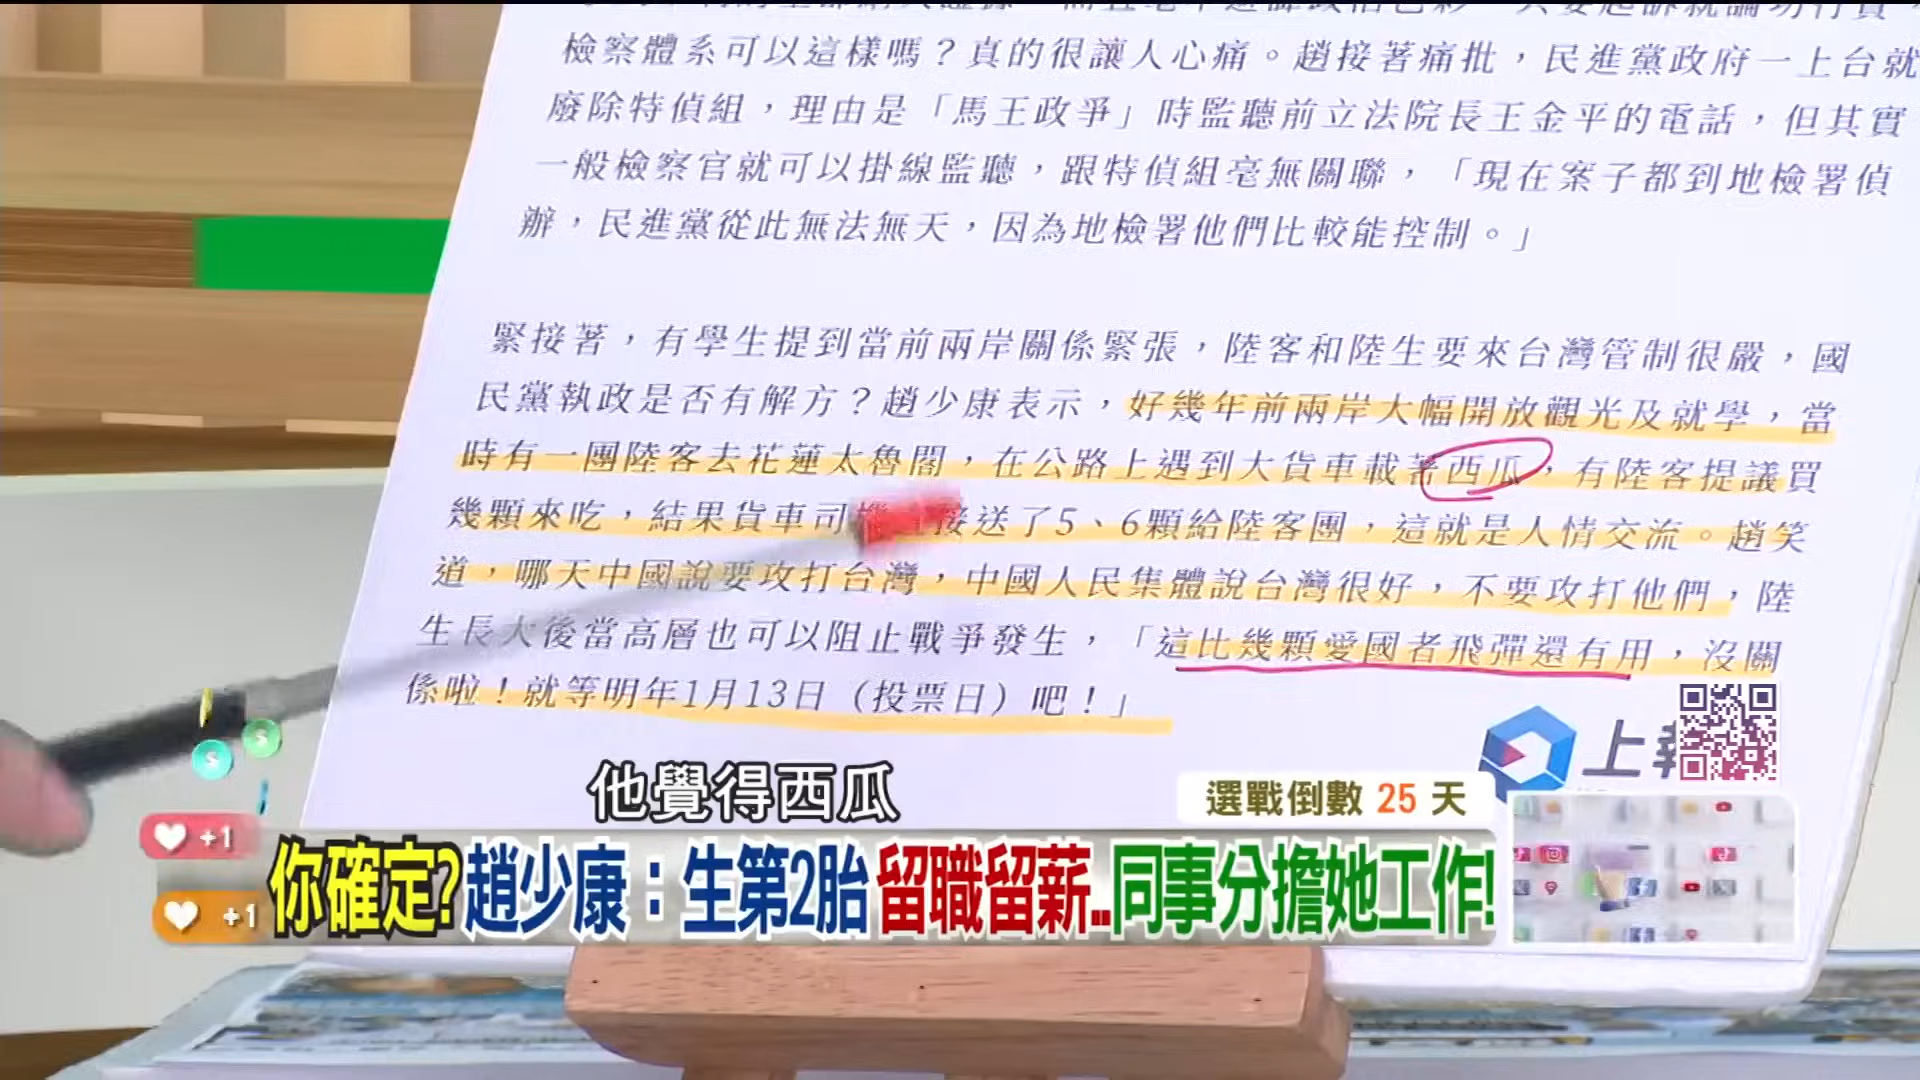 檢察體系可以這樣嗎？真的很讓人心痛。趙接著痛批，民進黨政府一上台就
廢除特偵組，理由是「馬王政爭」時監聽前立法院長王金平的電話，但其實
一般檢察官就可以掛線監聽，跟特偵組毫無關聯，「現在案子都到地檢署偵
辦，民進黨從此無法無天，因為地檢署他們比較能控制。」
緊接著，有學生提到當前兩岸關係緊張，陸客和陸生要來台灣管制很嚴，國
民黨執政是否有解方？趙少康表示，好幾年前兩岸大幅開放觀光及就學，當
時有一團陸客去花蓮太魯閣，在公路上遇到大貨車載著西瓜，有陸客提議買
幾顆來吃，結果貨車司 接送了5、6顆給陸客團，這就是人情交流。趙笑
道，哪天中國說要攻打台灣，中國人民集體說台灣很好，不要攻打他們，陸
生長大後當高層也可以阻止戰爭發生，「這比幾顆愛國者飛彈還有用，沒關
係啦！就等明年1月13日（投票日）吧！」
上
他覺得西瓜
選戰倒數 25 天
+1
你確定?趙少康：生第2胎 留職留薪..同事分擔她工作!
+1